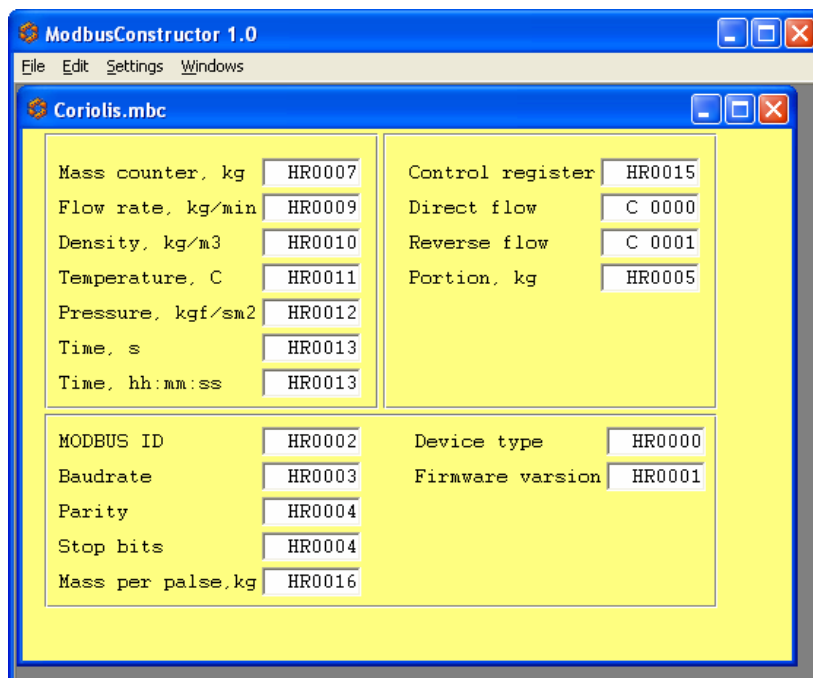 ModbusConstructor 1.0
File Edit Settings Windows
Coriolis.mbc
Mass counter, kg HR0007
Flow rate, kg/min HR0009
Density, kg/m3 HR0010
Temperature, C HR0011
Pressure, kgf/sm2 HR0012
Time, s HR0013
Time, hh:mm:ss HR0013
Control register HR0015
Direct flow C 0000
Reverse flow C 0001
Portion, kg HR0005
MODBUS ID HR0002
Baudrate HR0003
Parity HR0004
Stop bits HR0004
Mass per palse,kg HR0016
Device type HR0000
Firmware varsion HR0001